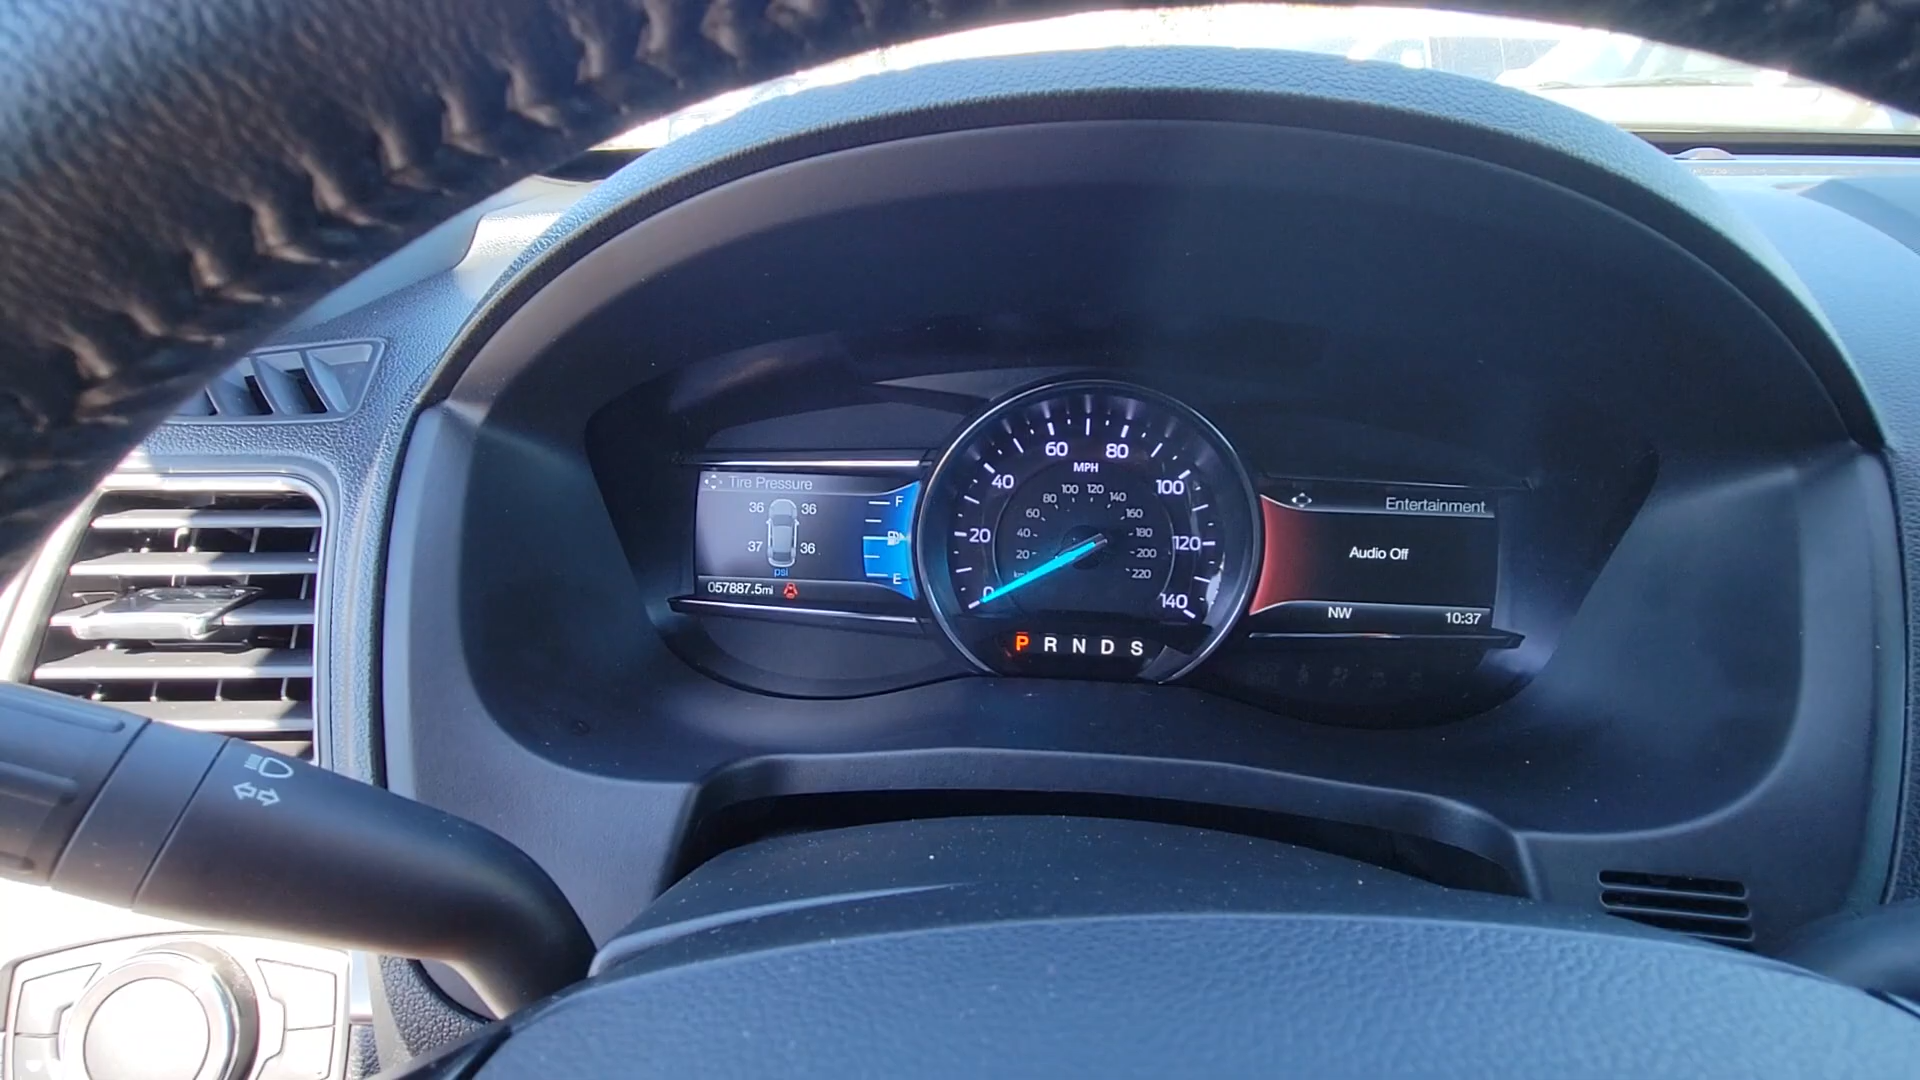 Tire Pressure
36 36
37 36
psi
057887.5mi
F
E
0 20 40 60 80 100 120 140
MPH
20 40 60 80 100 120 140 160 180 200 220
P R N D S
Entertainment
Audio Off
NW 10:37